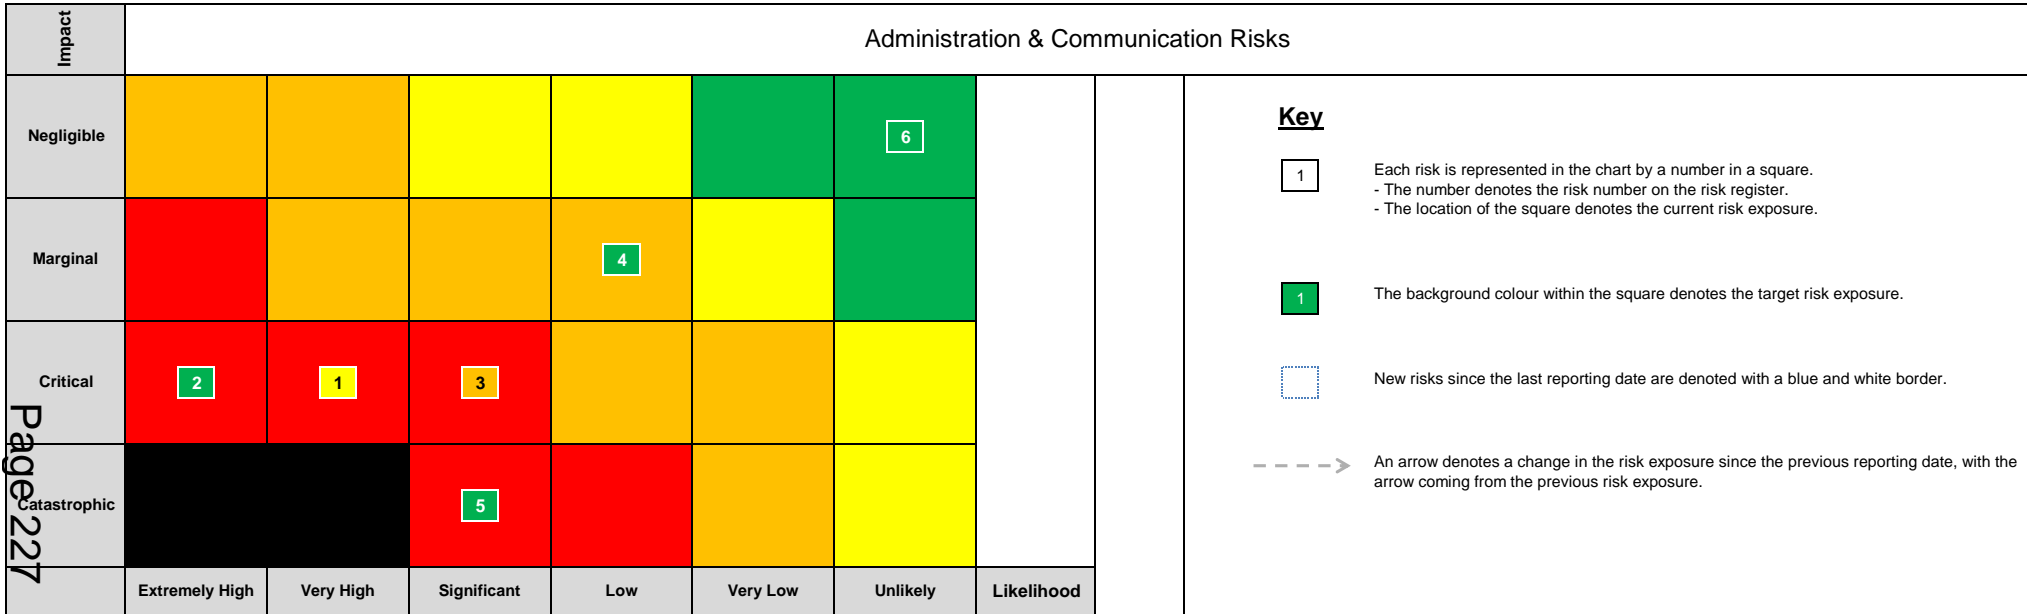 Impact
Administration & Communication Risks
Negligible
6
Marginal
4
Critical
2
1
3
Catastrophic
5
Extremely High
Very High
Significant
Low
Very Low
Unlikely
Likelihood
Page 227
Key
1
Each risk is represented in the chart by a number in a square.
- The number denotes the risk number on the risk register.
- The location of the square denotes the current risk exposure.
1
The background colour within the square denotes the target risk exposure.
New risks since the last reporting date are denoted with a blue and white border.
An arrow denotes a change in the risk exposure since the previous reporting date, with the
arrow coming from the previous risk exposure.